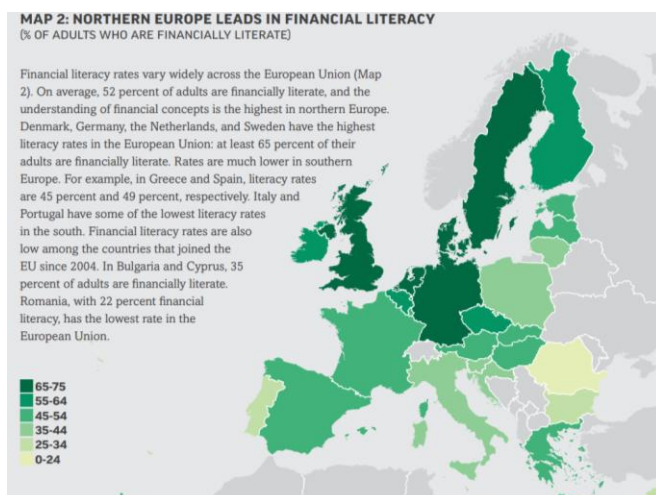 MAP 2: NORTHERN EUROPE LEADS IN FINANCIAL LITERACY
(% OF ADULTS WHO ARE FINANCIALLY LITERATE)
Financial literacy rates vary widely across the European Union (Map
2). On average, 52 percent of adults are financially literate, and the
understanding of financial concepts is the highest in northern Europe.
Denmark, Germany, the Netherlands, and Sweden have the highest
literacy rates in the European Union: at least 65 percent of their
adults are financially literate. Rates are much lower in southern
Europe. For example, in Greece and Spain, literacy rates
are 45 percent and 49 percent, respectively. Italy and
Portugal have some of the lowest literacy rates
in the south. Financial literacy rates are also
low among the countries that joined the
EU since 2004. In Bulgaria and Cyprus, 35
percent of adults are financially literate.
Romania, with 22 percent financial
literacy, has the lowest rate in the
European Union.
65-75
55-64
45-54
35-44
25-34
0-24